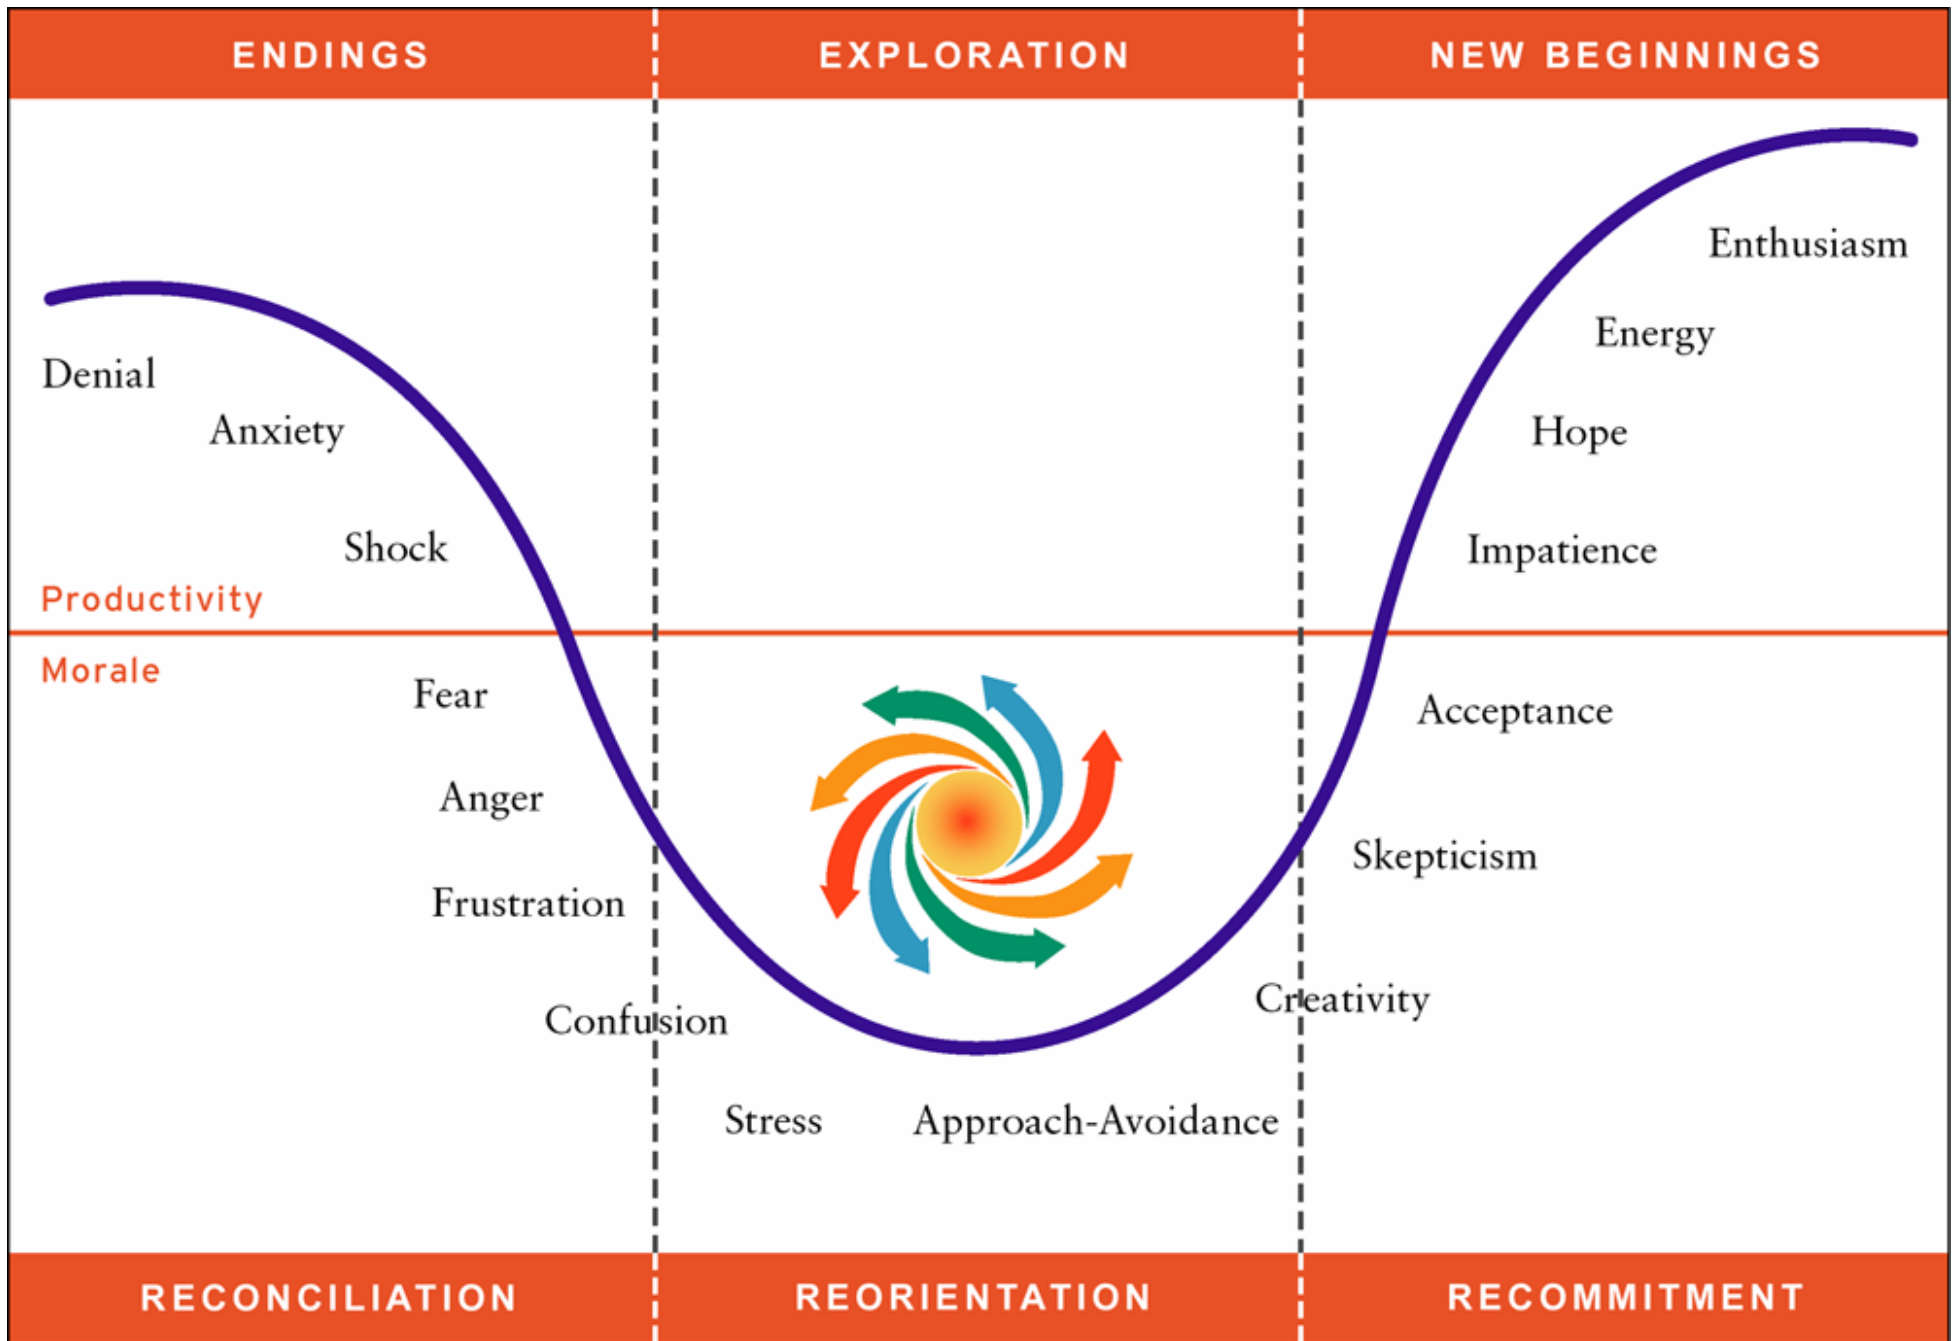 ENDINGS
EXPLORATION
NEW BEGINNINGS
Denial
Anxiety
Shock
Productivity
Morale
Fear
Anger
Frustration
Confusion
Stress
Approach-Avoidance
Creativity
Skepticism
Acceptance
Impatience
Hope
Energy
Enthusiasm
RECONCILIATION
REORIENTATION
RECOMMITMENT